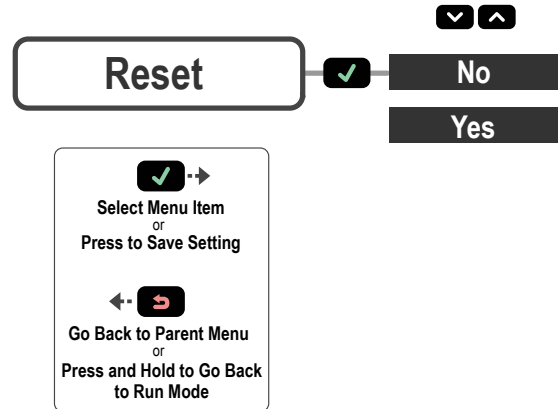 Reset
No
Yes
Select Menu Item
or
Press to Save Setting
Go Back to Parent Menu
or
Press and Hold to Go Back
to Run Mode